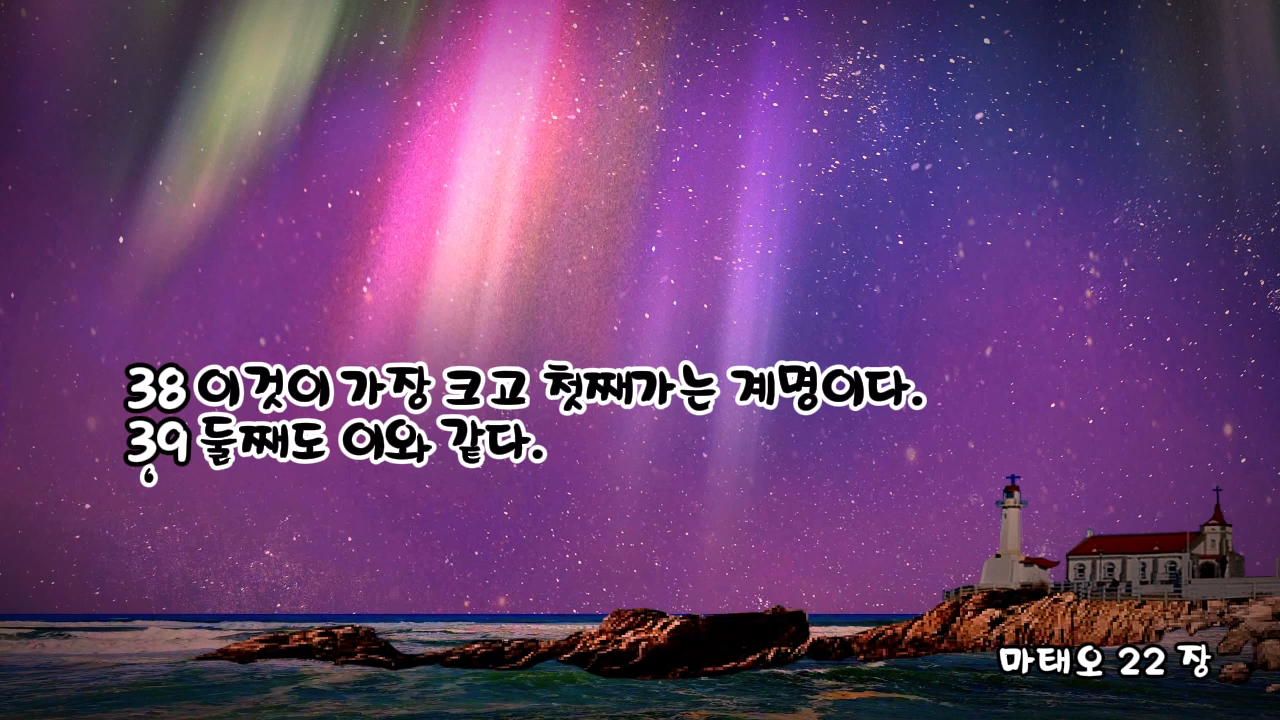 38 이것이 가장 크고 첫째가는 계명이다.
39 둘째도 이와 같다.
‘
마태오 22 장